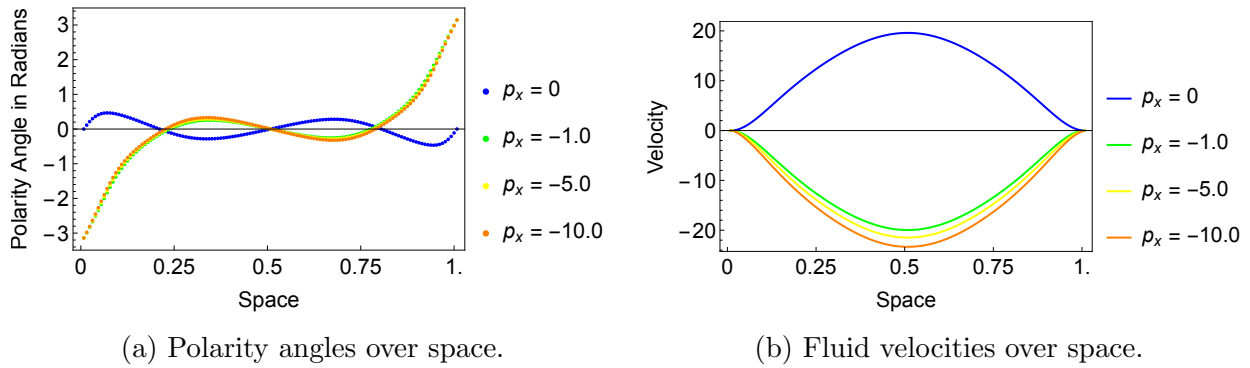 Polarity Angle in Radians
3
2
1
0
−1
−2
−3
0
0.25
0.5
0.75
1.
Space
p_x = 0
p_x = −1.0
p_x = −5.0
p_x = −10.0
(a) Polarity angles over space.
Velocity
20
10
0
−10
−20
0
0.25
0.5
0.75
1.
Space
p_x = 0
p_x = −1.0
p_x = −5.0
p_x = −10.0
(b) Fluid velocities over space.